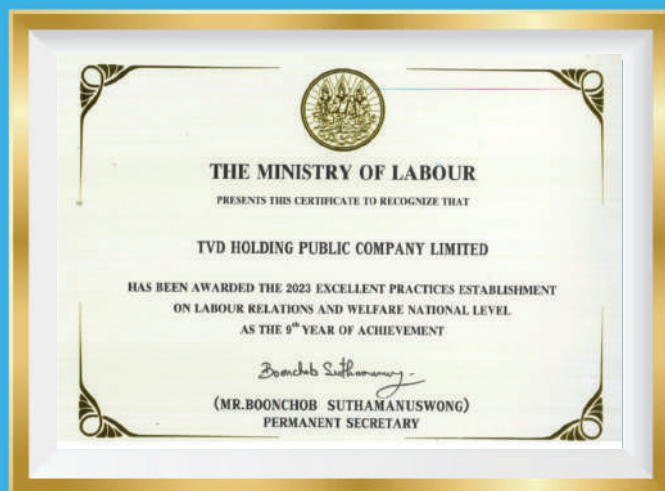 THE MINISTRY OF LABOUR
PRESENTS THIS CERTIFICATE TO RECOGNIZE THAT
TVD HOLDING PUBLIC COMPANY LIMITED
HAS BEEN AWARDED THE 2023 EXCELLENT PRACTICES ESTABLISHMENT
ON LABOUR RELATIONS AND WELFARE NATIONAL LEVEL
AS THE 9th YEAR OF ACHIEVEMENT
Boonchob Suthamanuswong
(MR.BOONCHOB SUTHAMANUSWONG)
PERMANENT SECRETARY